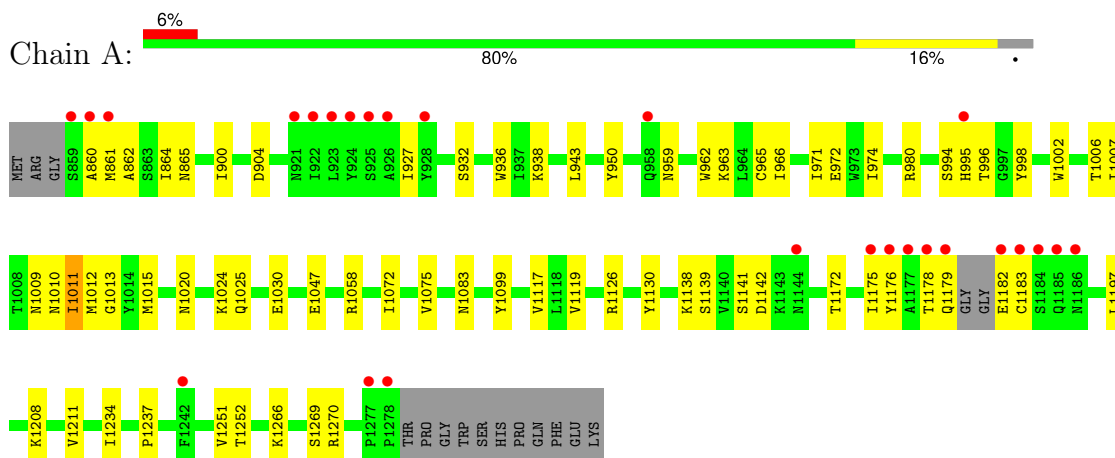 6%
Chain A:
80% 16% •
MET ARG GLY S859 A860 M861 A862 S863 I864 N865 I900 D904 N921 I922 L923 Y924 S925 A926 I927 Y928 S932 W936 I937 K938 L943 Y950 Q958 N959 W962 K963 L964 C965 I966 I971 E972 W973 I974 R980 S994 H995 T996 G997 Y998 W1002 T1006
T1008 N1009 N1010 I1011 M1012 G1013 Y1014 M1015 N1020 K1024 Q1025 E1030 E1047 R1058 I1072 V1075 N1083 Y1099 V1117 L1118 V1119 R1126 Y1130 K1138 S1139 V1140 S1141 D1142 K1143 N1144 T1172 I1175 Y1176 A1177 T1178 Q1179 GLY GLY E1182 C1183 S1184 Q1185 N1186
K1208 V1211 I1234 P1237 F1242 V1251 T1252 K1266 S1269 R1270 P1277 P1278 THR PRO GLY TRP SER HIS PRO GLN PHE GLU LYS